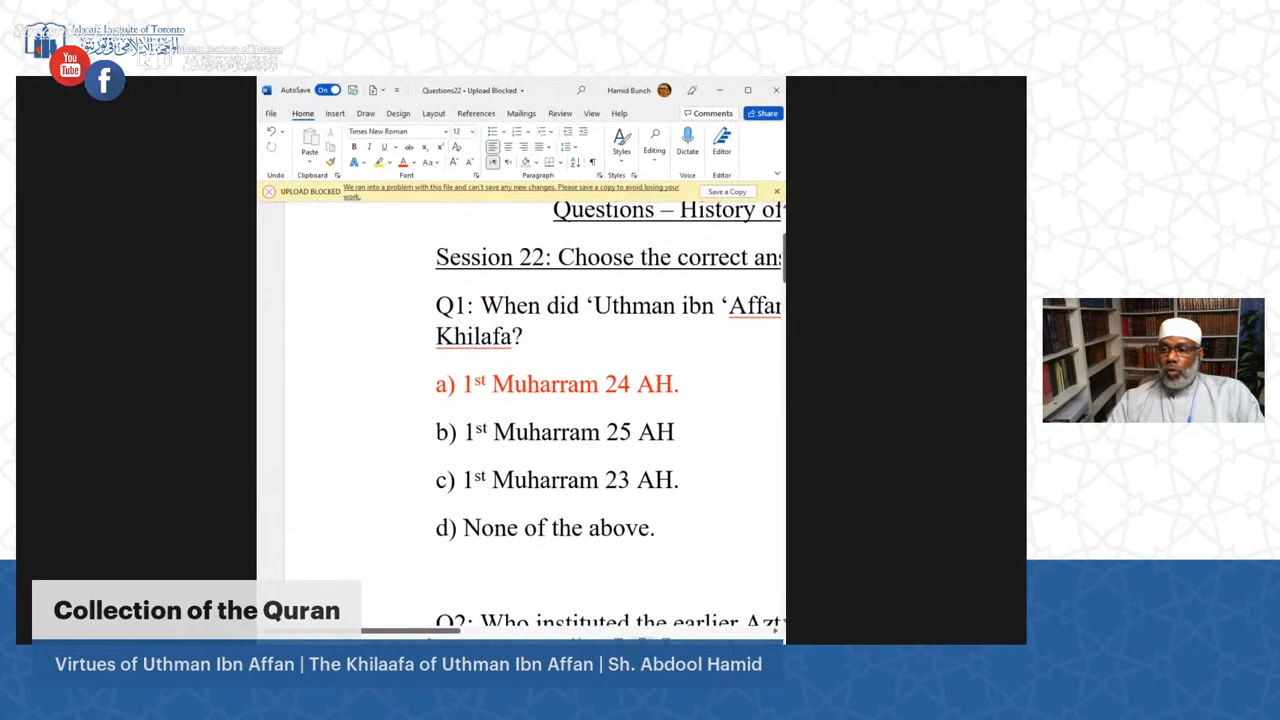 Islamic Institute of Toronto
You
Tube
f
AutoSave On Questions22 • Upload Blocked Hamid Bunch
File Home Insert Draw Design Layout References Mailings Review View Help Comments Share
Times New Roman 12
Paste Styles Editing Dictate Editor
Undo Clipboard Font Paragraph Styles Editor
UPLOAD BLOCKED We ran into a problem with this file and can't save any new changes. Please save a copy to avoid losing your
work.
Save a Copy
Questions – History of
Session 22: Choose the correct ans
Q1: When did ‘Uthman ibn ‘Affan
Khilafa?
a) 1st Muharram 24 AH.
b) 1st Muharram 25 AH
c) 1st Muharram 23 AH.
d) None of the above.
Q2: Who instituted the earlier
Collection of the Quran
Virtues of Uthman Ibn Affan | The Khilaafa of Uthman Ibn Affan | Sh. Abdool Hamid